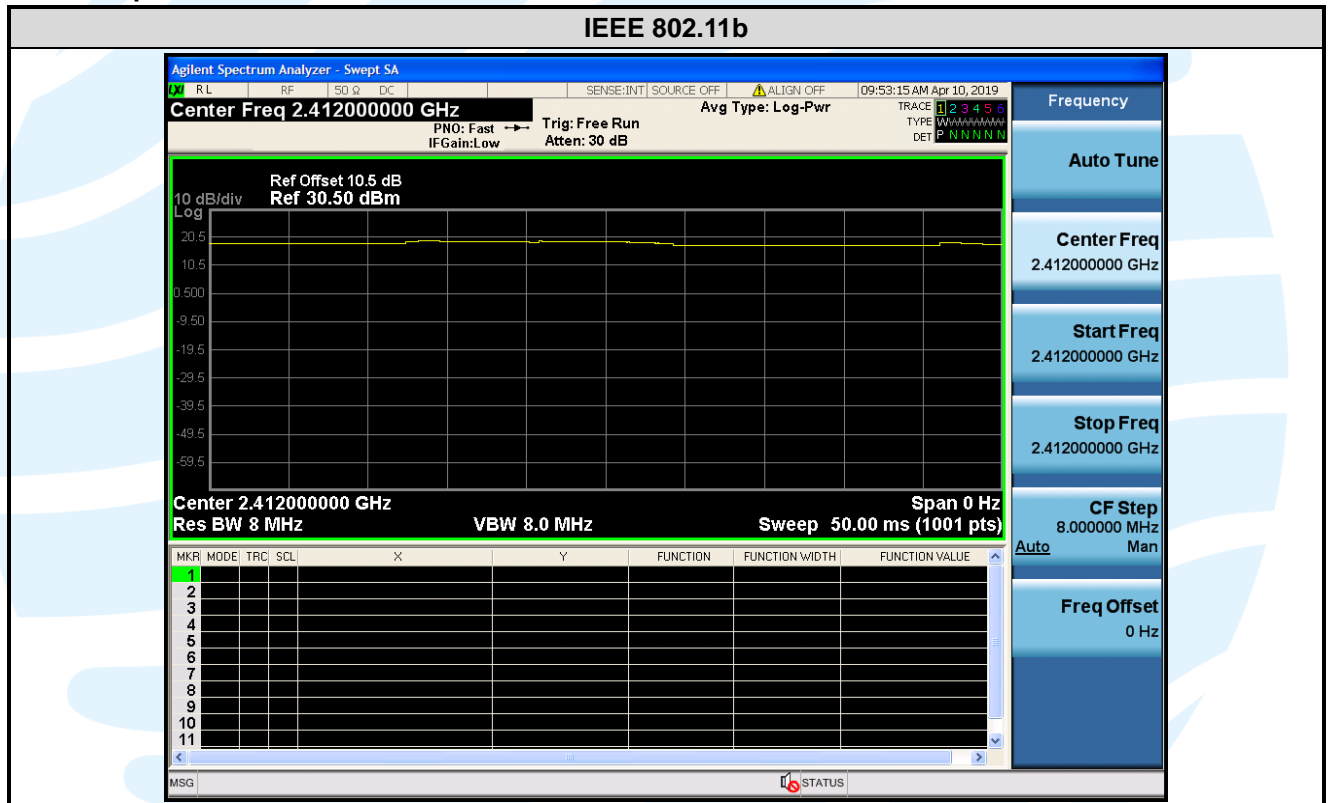 IEEE 802.11b
Agilent Spectrum Analyzer - Swept SA
LXI RL RF 50 Ω DC SENSE:INT SOURCE OFF ALIGN OFF 09:53:15 AM Apr 10, 2019
Center Freq 2.412000000 GHz
PNO: Fast
IFGain:Low
Trig: Free Run
Atten: 30 dB
Avg Type: Log-Pwr
TRACE 1 2 3 4 5 6
TYPE WWWWWW
DET P N N N N N
Ref Offset 10.5 dB
10 dB/div Ref 30.50 dBm
Log
20.5
10.5
0.500
-9.50
-19.5
-29.5
-39.5
-49.5
-59.5
Center 2.412000000 GHz Span 0 Hz
Res BW 8 MHz VBW 8.0 MHz Sweep 50.00 ms (1001 pts)
MKR MODE TRC SCL X Y FUNCTION FUNCTION WIDTH FUNCTION VALUE
1
2
3
4
5
6
7
8
9
10
11
MSG STATUS
Frequency
Auto Tune
Center Freq
2.412000000 GHz
Start Freq
2.412000000 GHz
Stop Freq
2.412000000 GHz
CF Step
8.000000 MHz
Auto Man
Freq Offset
0 Hz